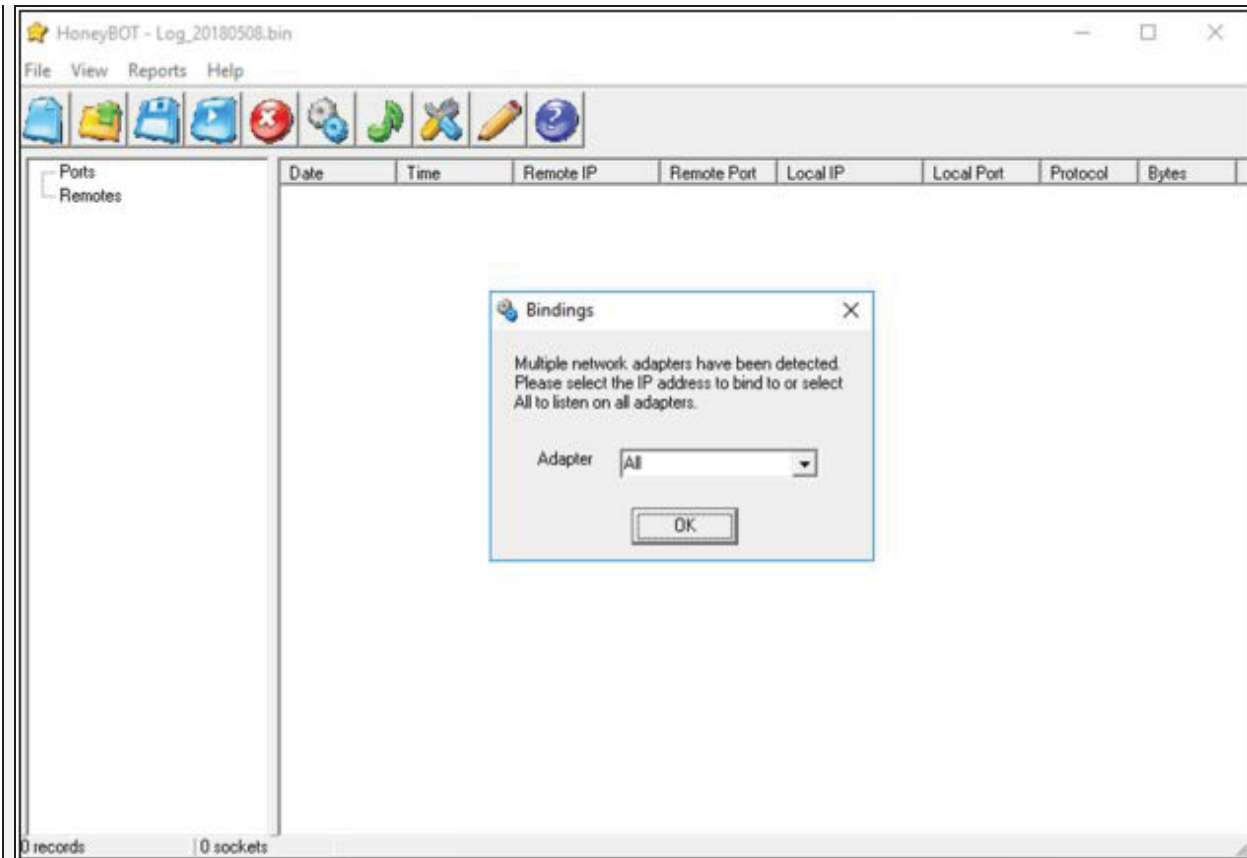 HoneyBOT - Log_20180508.bin
File View Reports Help
Ports
Remotes
Date Time Remote IP Remote Port Local IP Local Port Protocol Bytes
Bindings
Multiple network adapters have been detected.
Please select the IP address to bind to or select
All to listen on all adapters.
Adapter All
OK
0 records 0 sockets